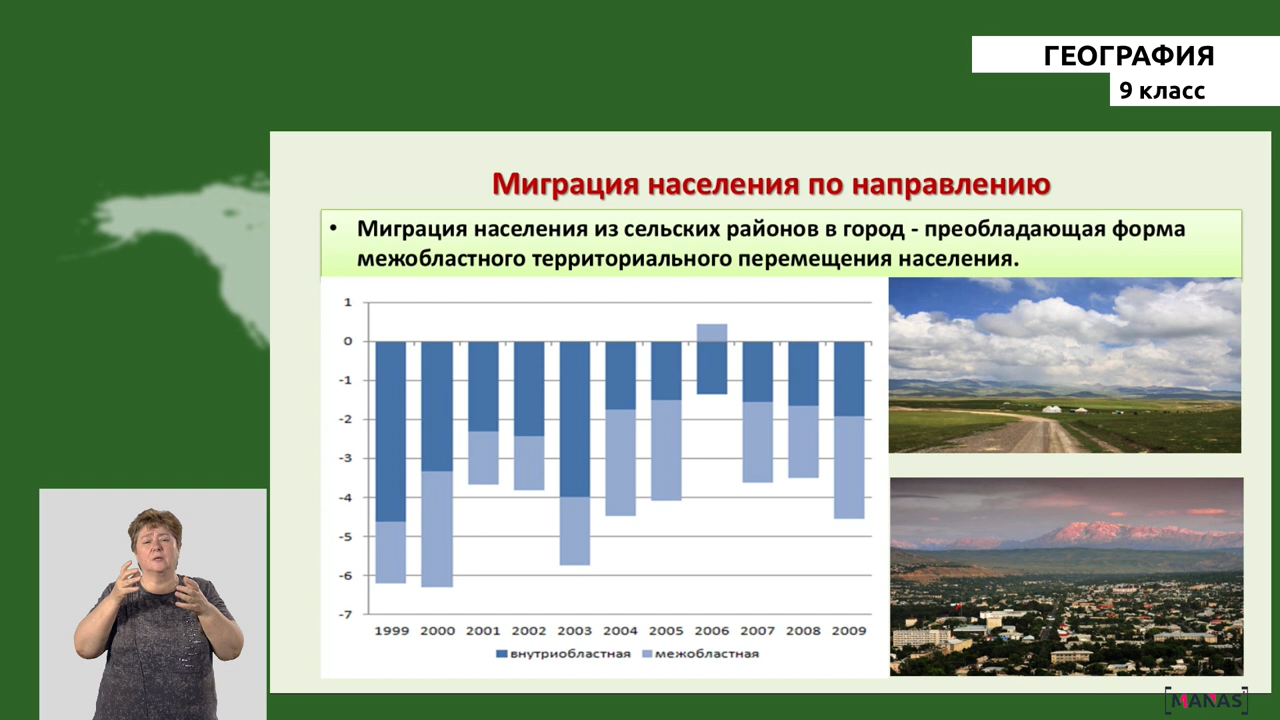 ГЕОГРАФИЯ
9 класс
Миграция населения по направлению
• Миграция населения из сельских районов в город - преобладающая форма
межобластного территориального перемещения населения.
1
0
-1
-2
-3
-4
-5
-6
-7
1999 2000 2001 2002 2003 2004 2005 2006 2007 2008 2009
внутриобластная межобластная
[MANAS]